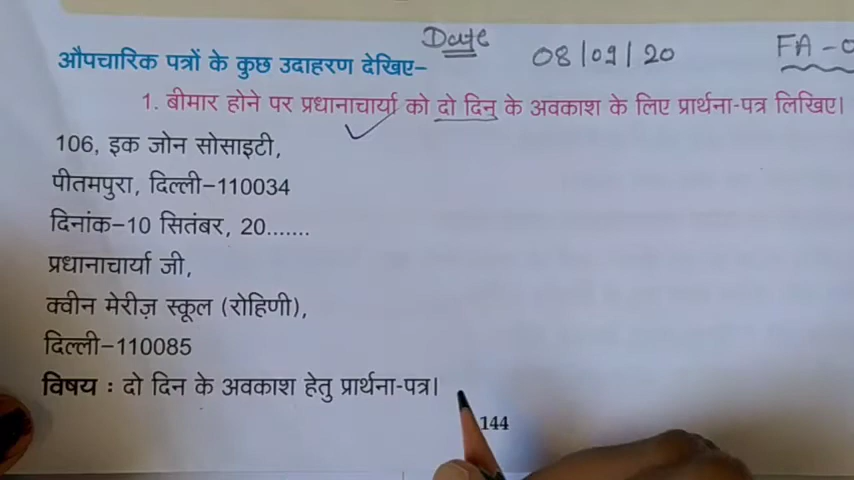 Date 08/09/20 FA-
औपचारिक पत्रों के कुछ उदाहरण देखिए–
1. बीमार होने पर प्रधानाचार्या को दो दिन के अवकाश के लिए प्रार्थना-पत्र लिखिए।
106, इक जोन सोसाइटी,
पीतमपुरा, दिल्ली–110034
दिनांक–10 सितंबर, 20.......
प्रधानाचार्या जी,
क्वीन मेरीज़ स्कूल (रोहिणी),
दिल्ली–110085
विषय : दो दिन के अवकाश हेतु प्रार्थना-पत्र।
144